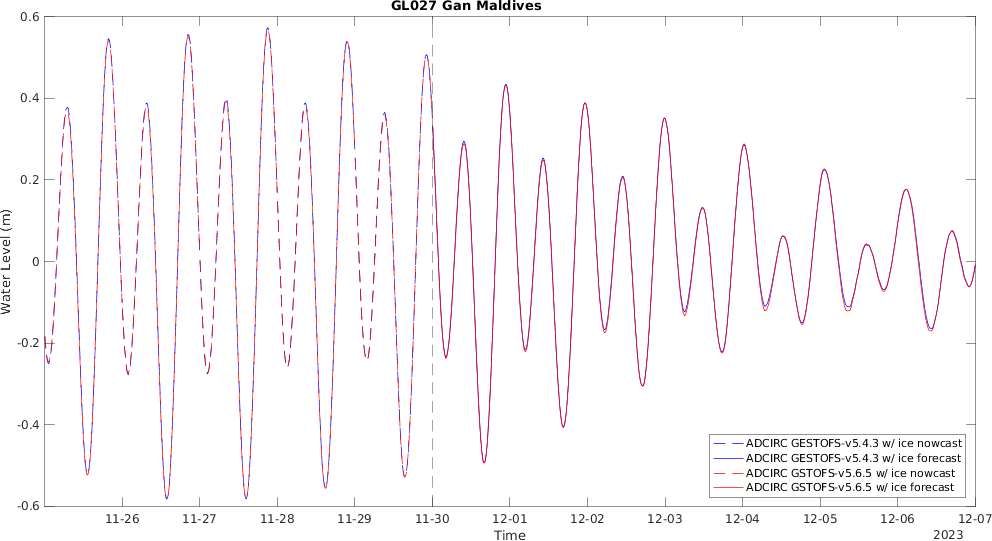 GL027 Gan Maldives
0.6
0.4
0.2
0
-0.2
-0.4
-0.6
Water Level (m)
ADCIRC GESTOFS-v5.4.3 w/ ice nowcast
ADCIRC GESTOFS-v5.4.3 w/ ice forecast
ADCIRC GSTOFS-v5.6.5 w/ ice nowcast
ADCIRC GSTOFS-v5.6.5 w/ ice forecast
11-26 11-27 11-28 11-29 11-30 12-01 12-02 12-03 12-04 12-05 12-06 12-07
Time
2023